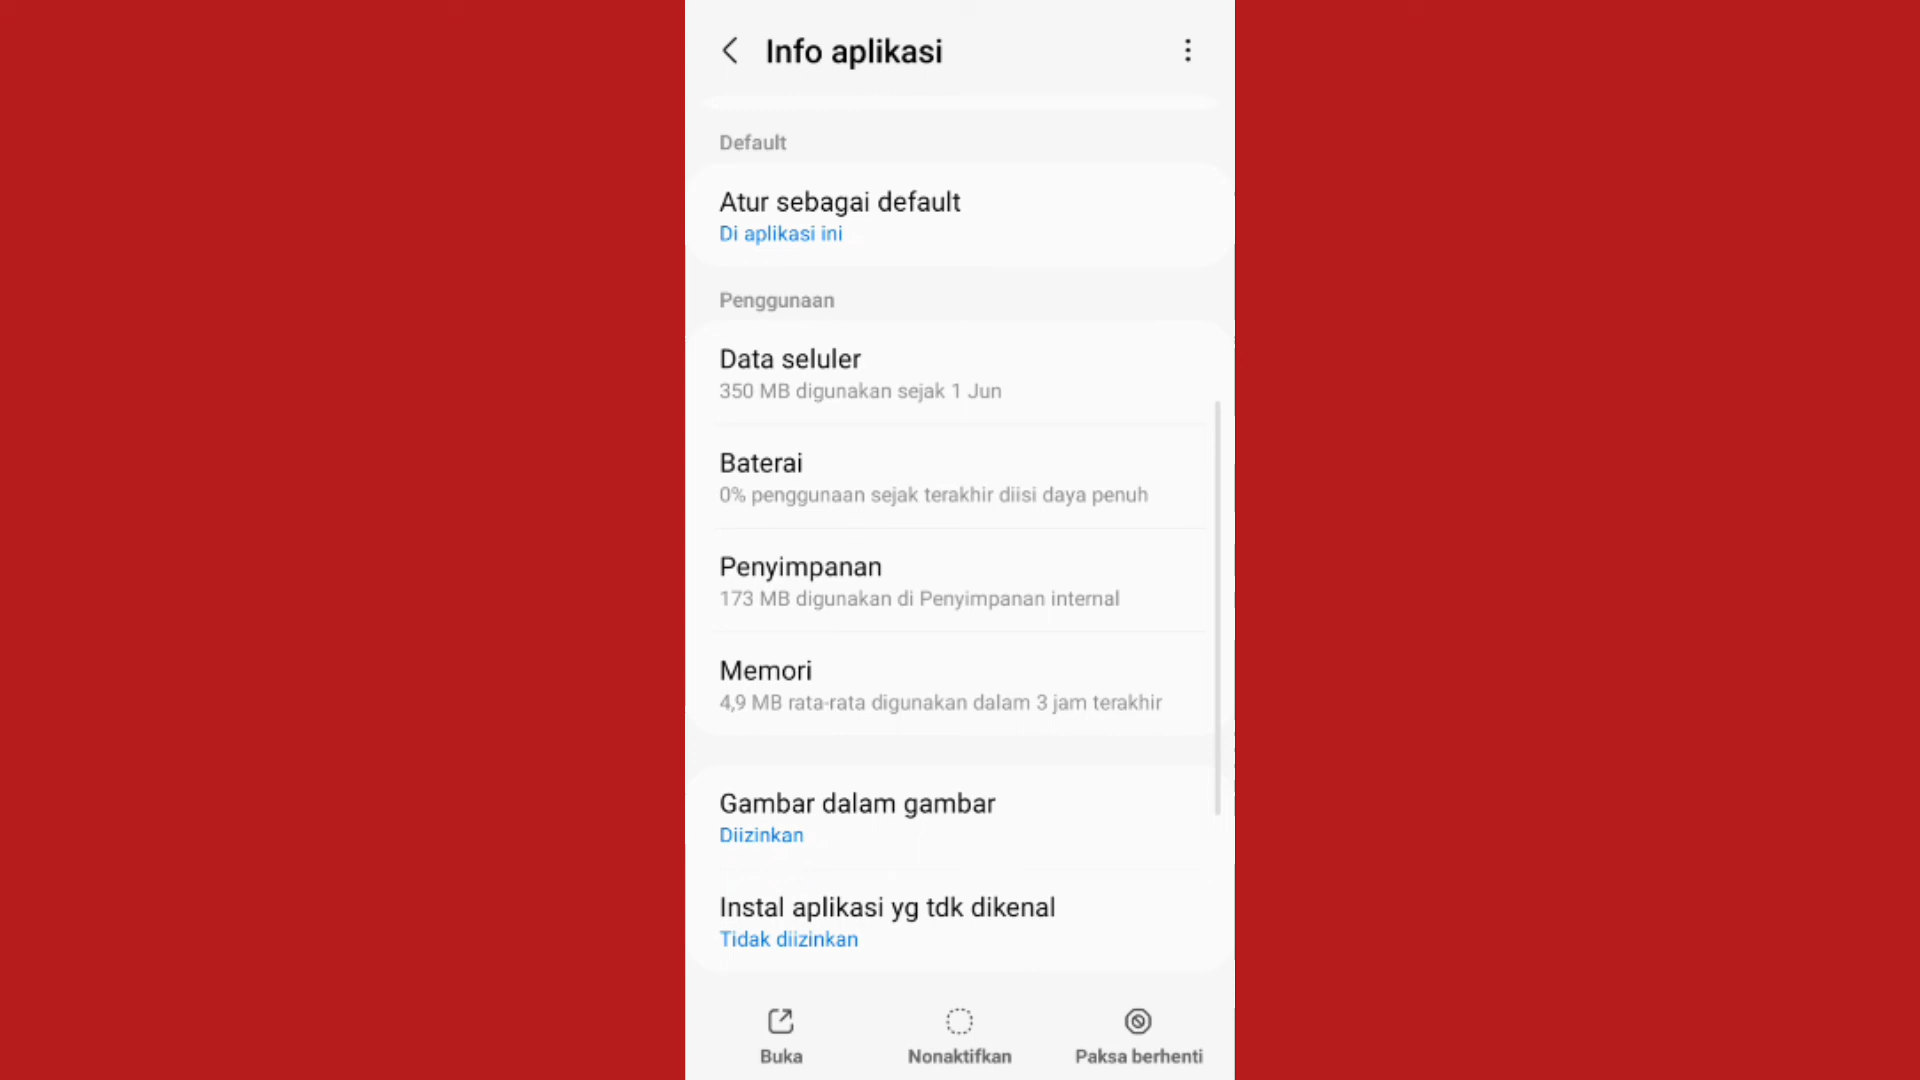 Info aplikasi
Default
Atur sebagai default
Di aplikasi ini
Penggunaan
Data seluler
350 MB digunakan sejak 1 Jun
Baterai
0% penggunaan sejak terakhir diisi daya penuh
Penyimpanan
173 MB digunakan di Penyimpanan internal
Memori
4,9 MB rata-rata digunakan dalam 3 jam terakhir
Gambar dalam gambar
Diizinkan
Instal aplikasi yg tdk dikenal
Tidak diizinkan
Buka
Nonaktifkan
Paksa berhenti